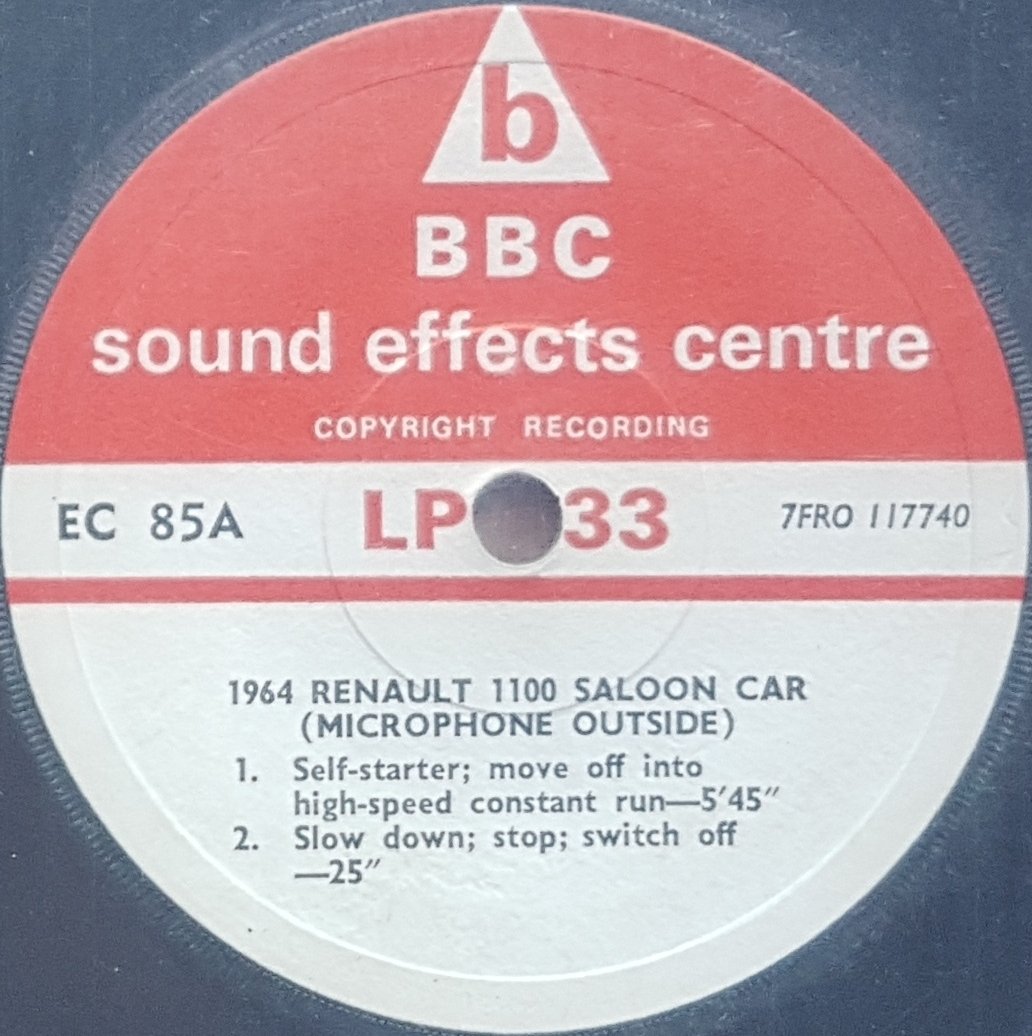 b
BBC
sound effects centre
COPYRIGHT RECORDING
EC 85A LP 33 7FRO 117740
1964 RENAULT 1100 SALOON CAR
(MICROPHONE OUTSIDE)
1. Self-starter; move off into
high-speed constant run—5′45″
2. Slow down; stop; switch off
—25″